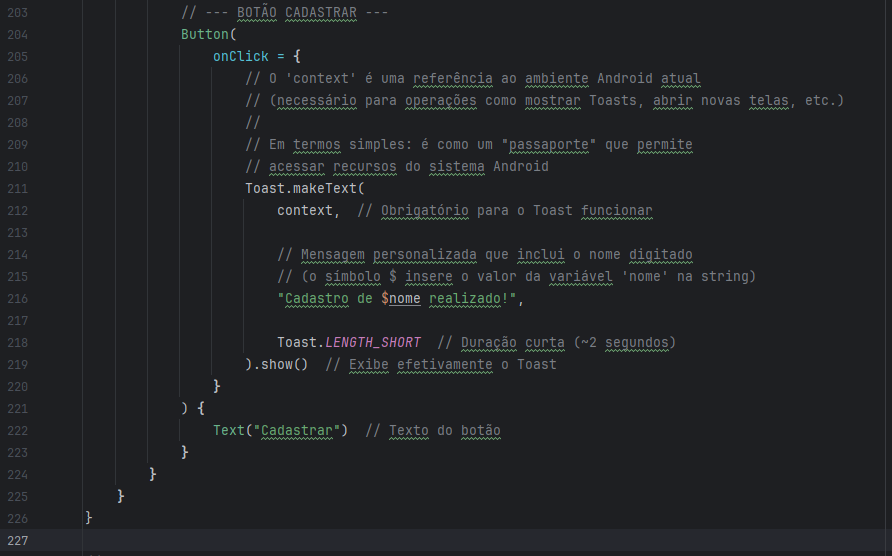 203 // --- BOTÃO CADASTRAR ---
204 Button(
205 onClick = {
206 // O 'context' é uma referência ao ambiente Android atual
207 // (necessário para operações como mostrar Toasts, abrir novas telas, etc.)
208 //
209 // Em termos simples: é como um "passaporte" que permite
210 // acessar recursos do sistema Android
211 Toast.makeText(
212 context,  // Obrigatório para o Toast funcionar
213
214 // Mensagem personalizada que inclui o nome digitado
215 // (o símbolo $ insere o valor da variável 'nome' na string)
216 "Cadastro de $nome realizado!",
217
218 Toast.LENGTH_SHORT  // Duração curta (~2 segundos)
219 ).show()  // Exibe efetivamente o Toast
220 }
221 ) {
222 Text("Cadastrar")  // Texto do botão
223 }
224 }
225 }
226 }
227